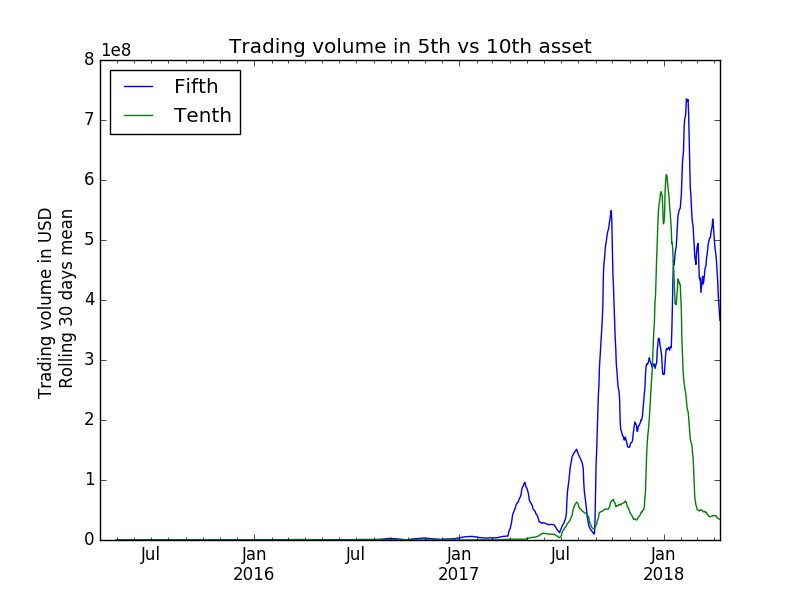 Trading volume in 5th vs 10th asset
1e8
8
7
6
5
4
3
2
1
0
Fifth
Tenth
Trading volume in USD
Rolling 30 days mean
Jul
Jan
2016
Jul
Jan
2017
Jul
Jan
2018